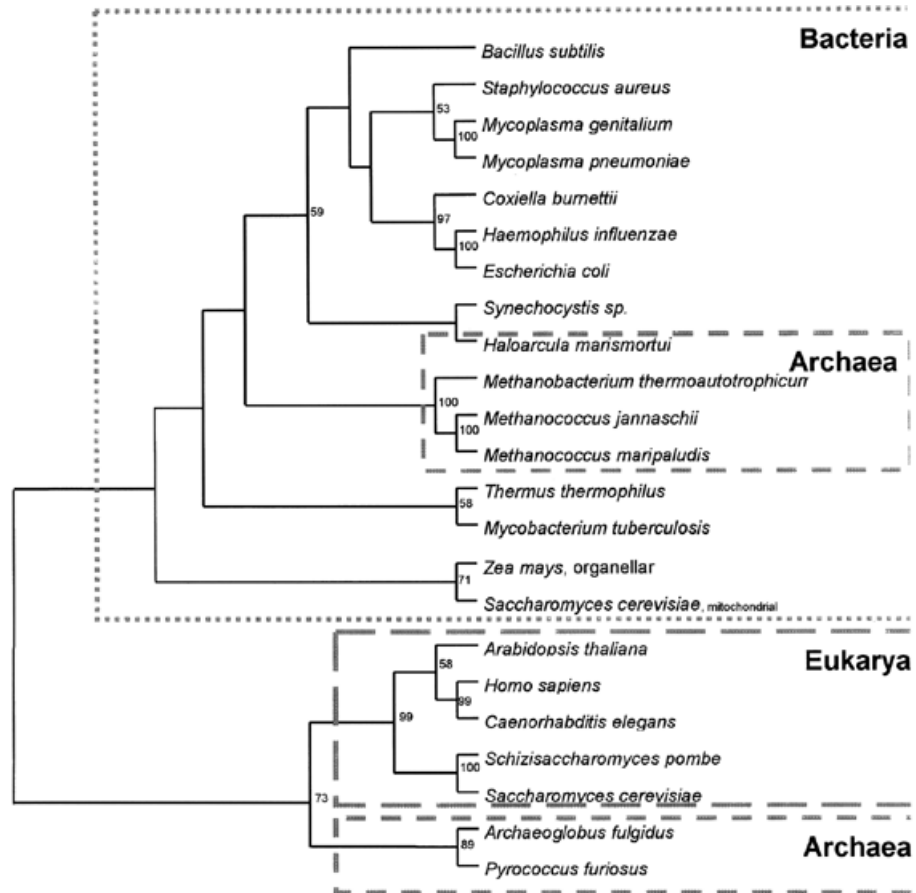 Bacteria
Bacillus subtilis
Staphylococcus aureus
53
Mycoplasma genitalium
100
Mycoplasma pneumoniae
Coxiella burnettii
59
97
Haemophilus influenzae
100
Escherichia coli
Synechocystis sp.
Haloarcula marismortui
Archaea
Methanobacterium thermoautotrophicum
100
Methanococcus jannaschii
100
Methanococcus maripaludis
Thermus thermophilus
58
Mycobacterium tuberculosis
Zea mays, organellar
71
Saccharomyces cerevisiae, mitochondrial
Arabidopsis thaliana
Eukarya
58
Homo sapiens
99
99
Caenorhabditis elegans
Schizisaccharomyces pombe
100
Saccharomyces cerevisiae
73
Archaeoglobus fulgidus
89
Archaea
Pyrococcus furiosus